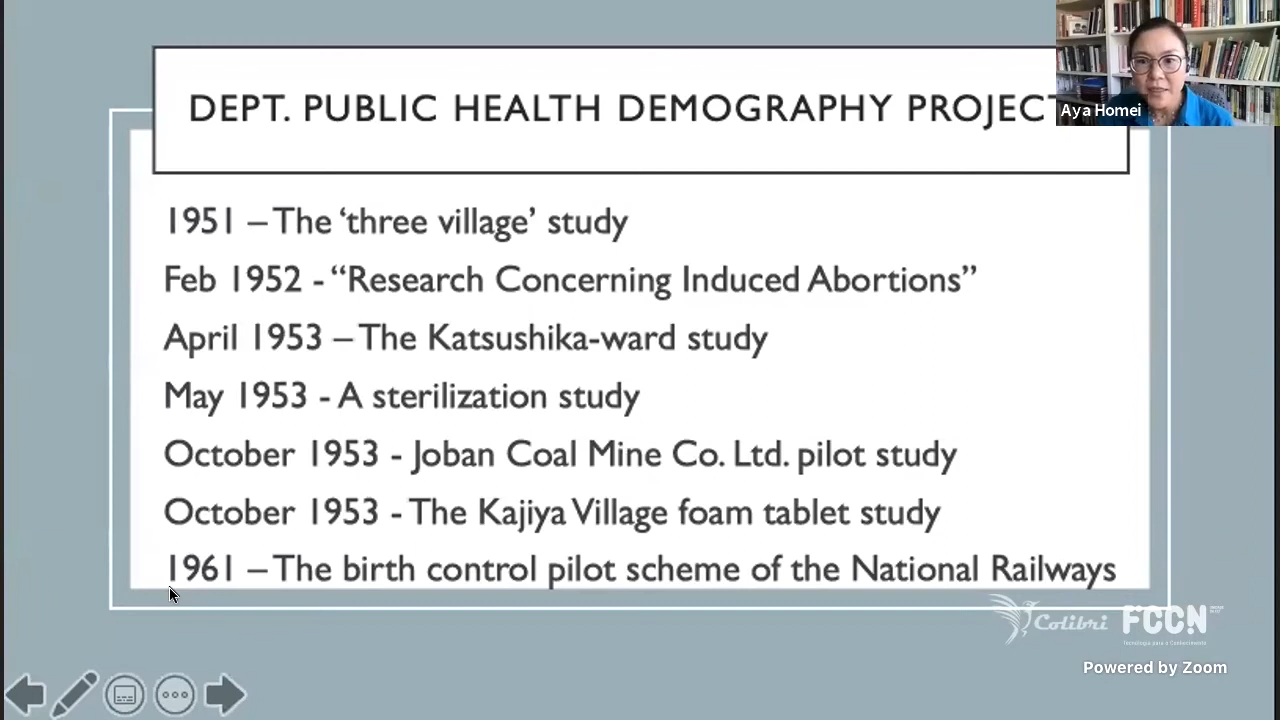 DEPT. PUBLIC HEALTH DEMOGRAPHY PROJECT
Aya Homei
1951 – The ‘three village’ study
Feb 1952 - “Research Concerning Induced Abortions”
April 1953 – The Katsushika-ward study
May 1953 - A sterilization study
October 1953 - Joban Coal Mine Co. Ltd. pilot study
October 1953 - The Kajiya Village foam tablet study
1961 – The birth control pilot scheme of the National Railways
Colibri FCCN
Tecnologia para o Conhecimento
Powered by Zoom